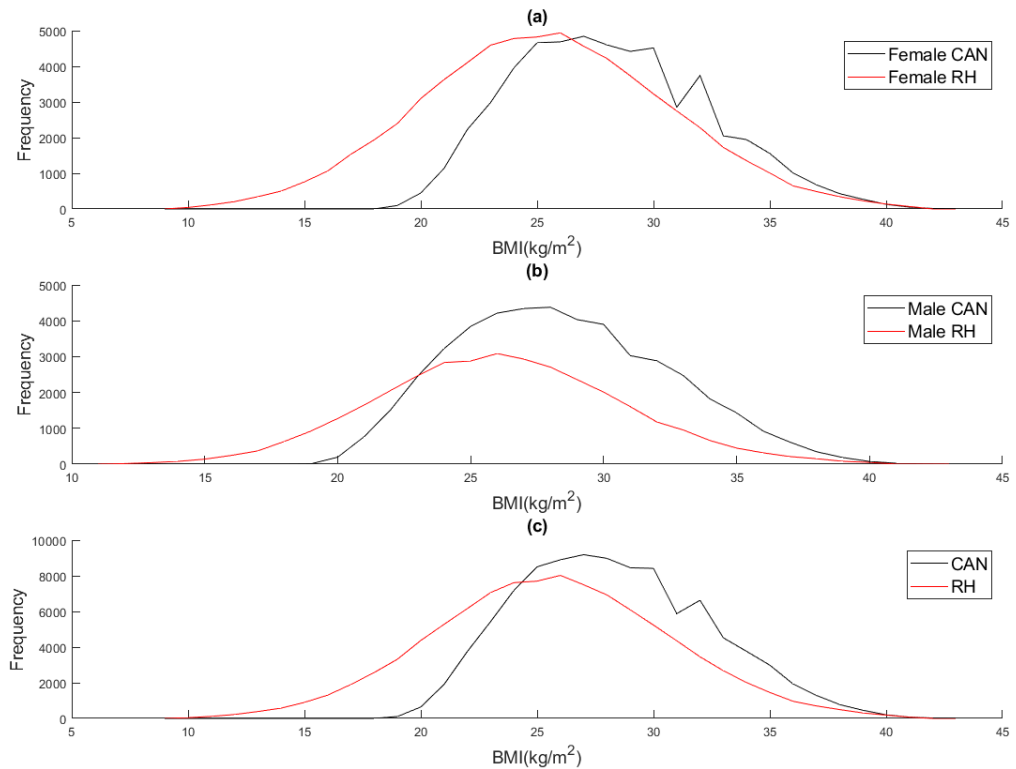 (a)
Frequency
5000
4000
3000
2000
1000
0
Female CAN
Female RH
5 10 15 20 25 30 35 40 45
BMI(kg/m²)
(b)
Frequency
5000
4000
3000
2000
1000
0
Male CAN
Male RH
10 15 20 25 30 35 40 45
BMI(kg/m²)
(c)
Frequency
10000
8000
6000
4000
2000
0
CAN
RH
5 10 15 20 25 30 35 40 45
BMI(kg/m²)